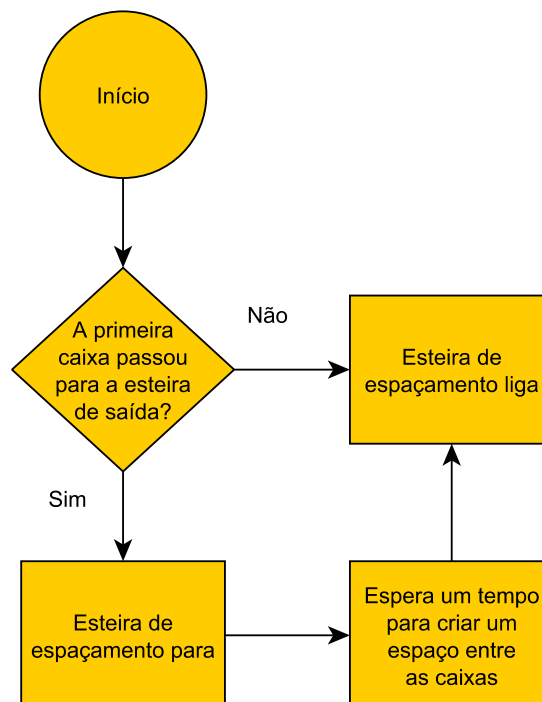 Início
A primeira
caixa passou
para a esteira
de saída?
Não
Esteira de
espaçamento liga
Sim
Esteira de
espaçamento para
Espera um tempo
para criar um
espaço entre
as caixas